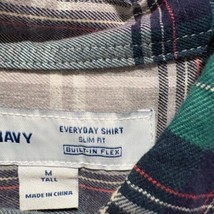 NAVY
EVERYDAY SHIRT
SLIM FIT
BUILT-IN FLEX
M
TALL
MADE IN CHINA